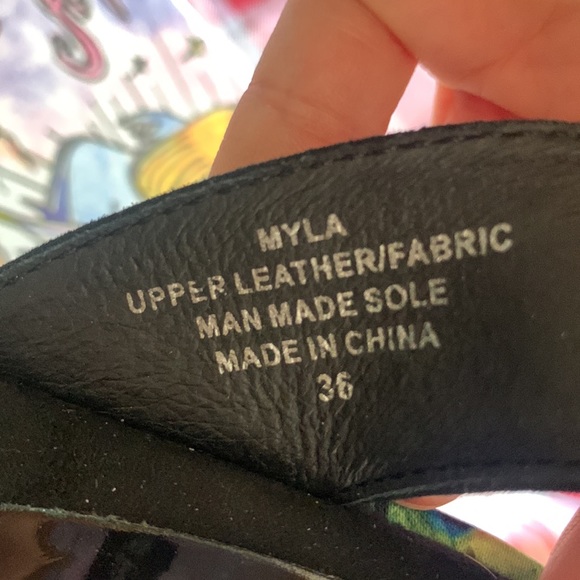 MYLA
UPPER LEATHER/FABRIC
MAN MADE SOLE
MADE IN CHINA
36